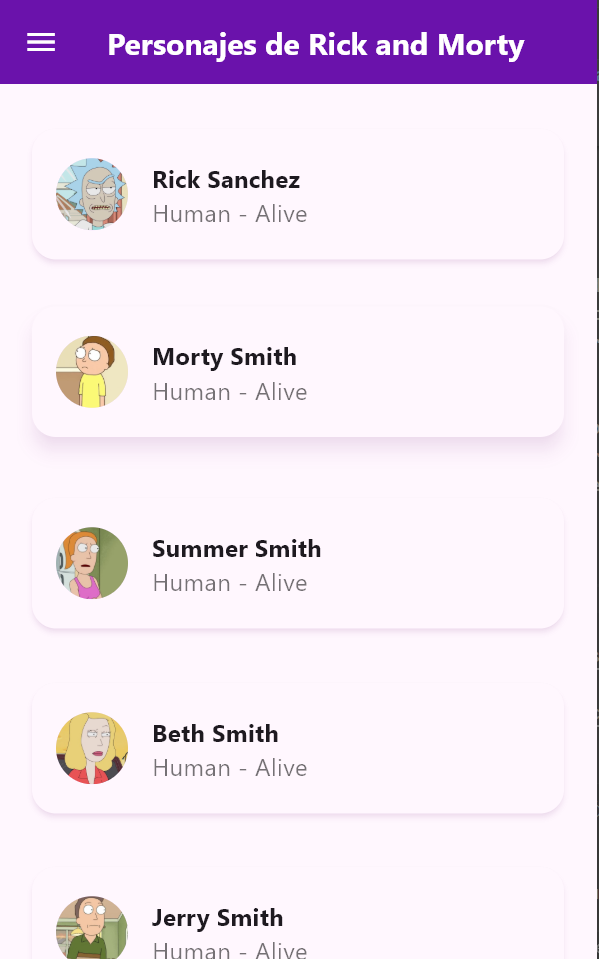 Personajes de Rick and Morty
Rick Sanchez
Human - Alive
Morty Smith
Human - Alive
Summer Smith
Human - Alive
Beth Smith
Human - Alive
Jerry Smith
Human - Alive